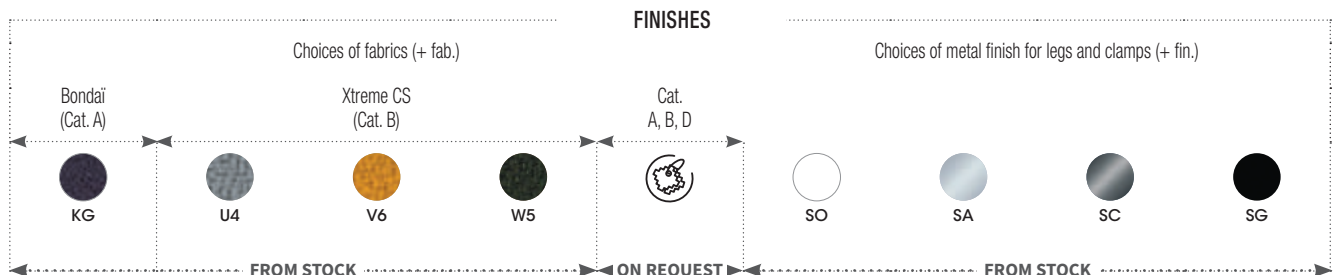 FINISHES
Choices of fabrics (+ fab.)
Choices of metal finish for legs and clamps (+ fin.)
Bondaï
(Cat. A)
Xtreme CS
(Cat. B)
Cat.
A, B, D
KG
U4
V6
W5
SO
SA
SC
SG
FROM STOCK
ON REQUEST
FROM STOCK